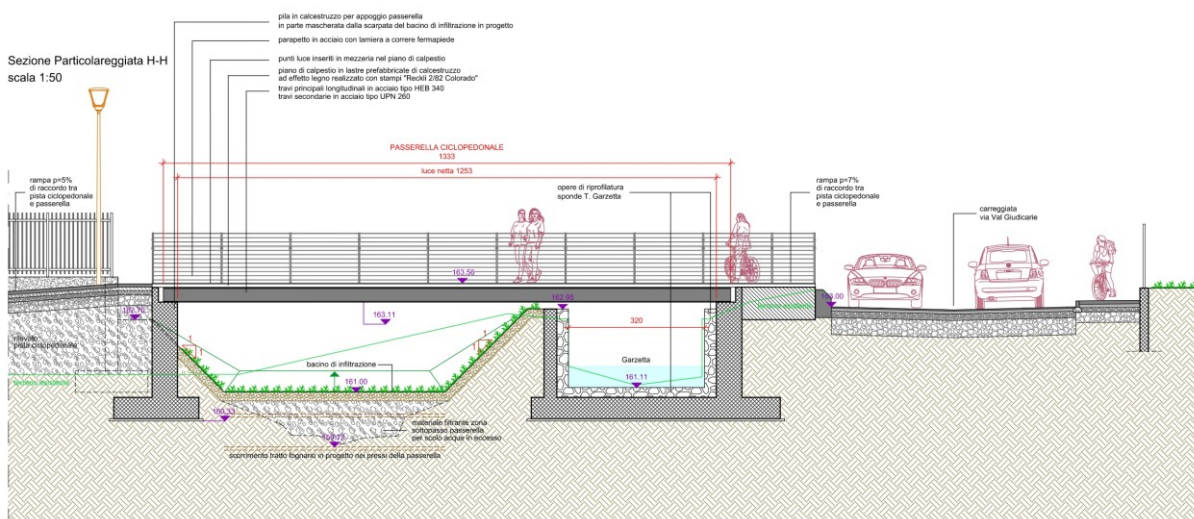 pila in calcestruzzo per appoggio passerella
in parte mascherata dalla scarpata del bacino di infiltrazione in progetto
parapetto in acciaio con lamiera a correre fermapiede
punti luce inseriti in mezzeria nel piano di calpestio
piano di calpestio in lastre prefabbricate di calcestruzzo
ad effetto legno realizzato con stampi "Reckli 2/82 Colorado"
travi principali longitudinali in acciaio tipo HEB 340
travi secondarie in acciaio tipo UPN 260
Sezione Particolareggiata H-H
scala 1:50
PASSERELLA CICLOPEDONALE
1333
luce netta 1253
rampa p=5%
di raccordo tra
pista ciclopedonale
e passerella
opere di riprofilatura
sponde T. Garzetta
rampa p=7%
di raccordo tra
pista ciclopedonale
e passerella
carreggiata
via Val Giudicarie
163.56
162.95
163.00
163.11
320
rilevato
pista ciclopedonale
1
1
1
1
bacino di infiltrazione
Garzetta
161.00
161.11
160.33
materiale filtrante zona
sottopasso passerella
per scolo acque in eccesso
scorrimento tratto fognario in progetto nei pressi della passerella